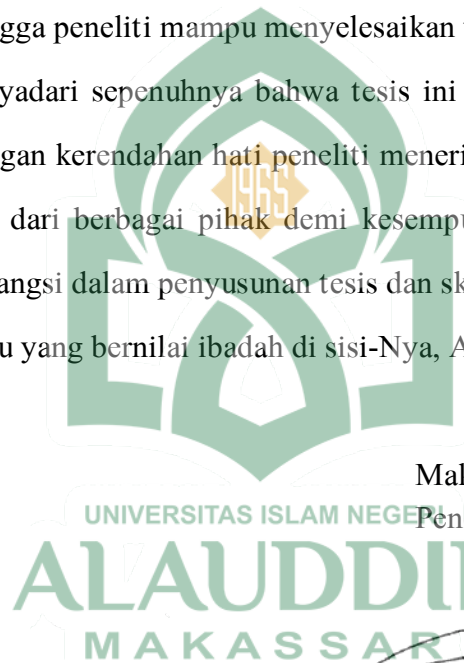 gga peneliti mampu menyelesaikan
yadari sepenuhnya bahwa tesis ini
gan kerendahan hati peneliti meneri
dari berbagai pihak demi kesempu
angsi dalam penyusunan tesis dan sk
u yang bernilai ibadah di sisi-Nya, A
1965
Mak
Pen
UNIVERSITAS ISLAM NEGERI
ALAUDDI
MAKASSAR